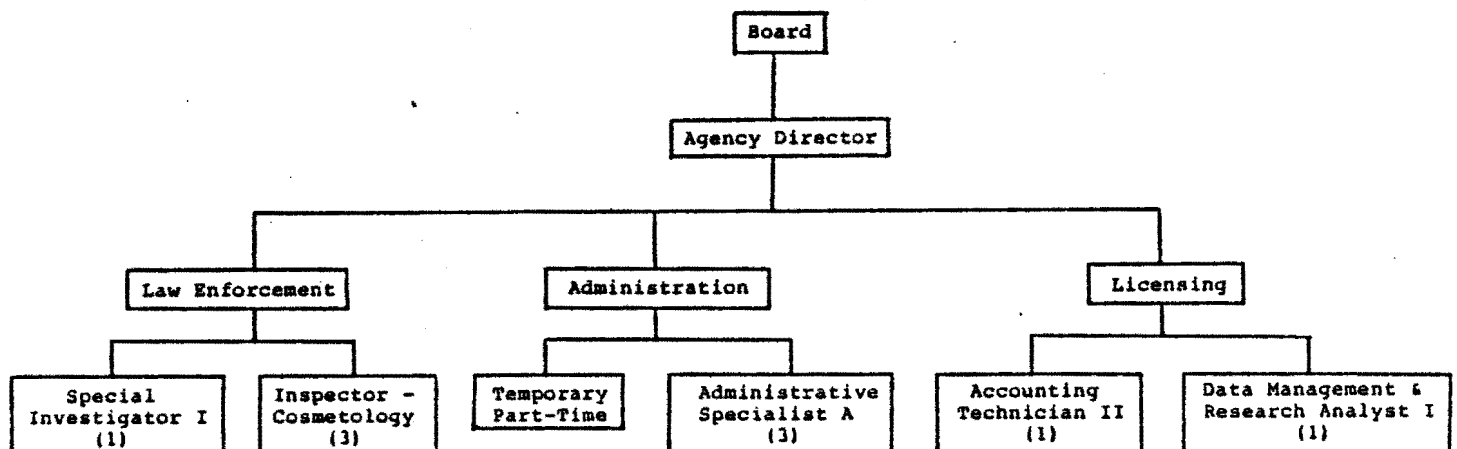 Board
Agency Director
Law Enforcement
Administration
Licensing
Special
Investigator I
(1)
Inspector -
Cosmetology
(3)
Temporary
Part-Time
Administrative
Specialist A
(3)
Accounting
Technician II
(1)
Data Management &
Research Analyst I
(1)